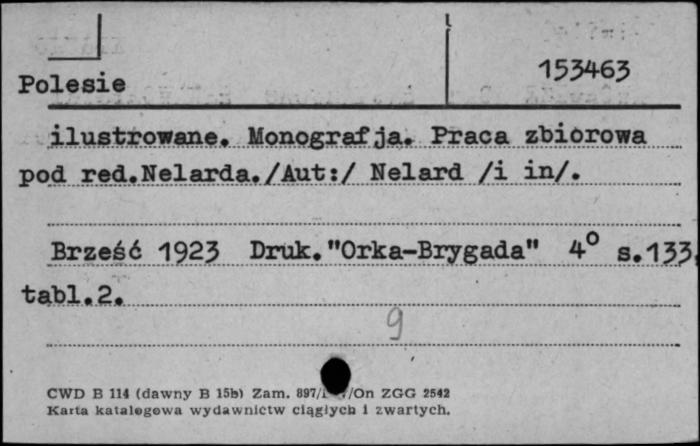 153463
Polesie
ilustrowane. Monografja. Praca zbiorowa
pod red.Nelarda./Aut:/ Nelard /i in/.
Brześć 1923 Druk."Orka-Brygada" 4° s.133,
tabl.2.
9
CWD B 114 (dawny B 15b) Zam. /On ZGG 2542
Karta katalogowa wydawnictw ciągłych i zwartych.